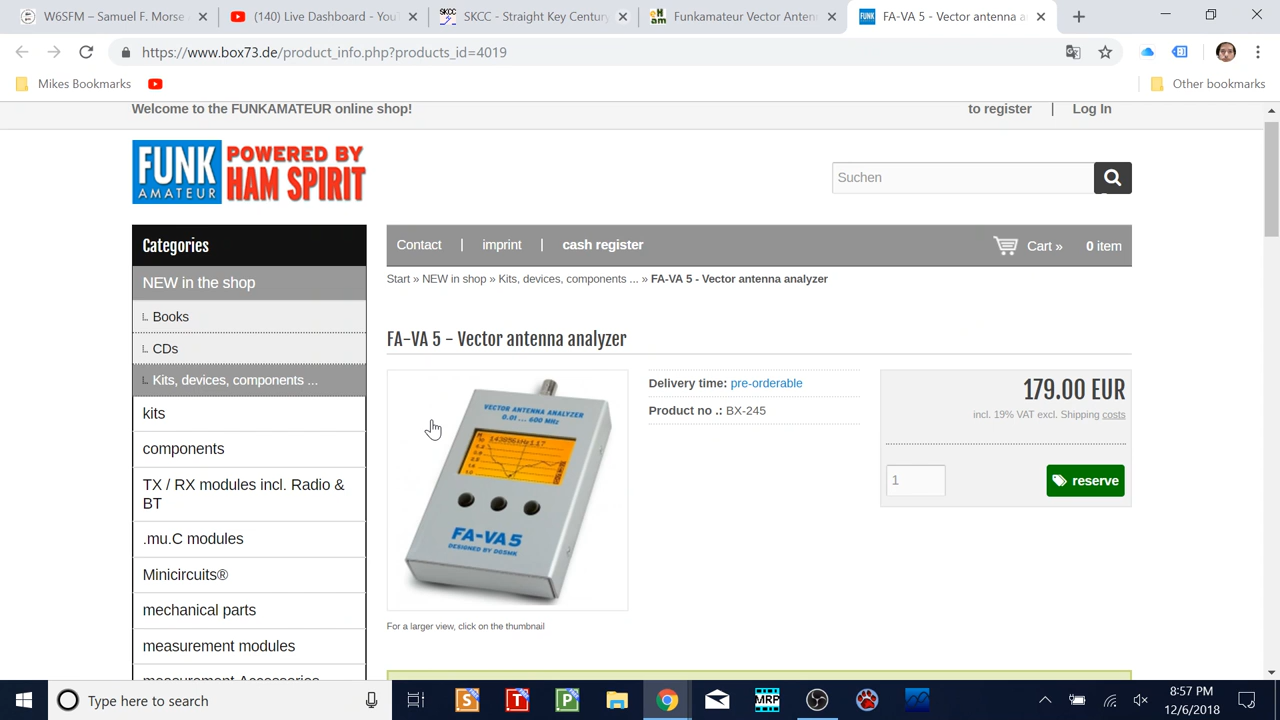 W6SFM – Samuel F. Morse A
(140) Live Dashboard - YouT
SKCC - Straight Key Century
Funkamateur Vector Antenn
FA-VA 5 - Vector antenna an
https://www.box73.de/product_info.php?products_id=4019
Mikes Bookmarks
Other bookmarks
Welcome to the FUNKAMATEUR online shop!
to register | Log In
FUNK AMATEUR
POWERED BY
HAM SPIRIT
Suchen
Categories
Contact | imprint | cash register
Cart » 0 item
NEW in the shop
Start » NEW in shop » Kits, devices, components ... » FA-VA 5 - Vector antenna analyzer
Books
CDs
Kits, devices, components ...
kits
components
TX / RX modules incl. Radio &
BT
.mu.C modules
Minicircuits®
mechanical parts
measurement modules
measurement Accessories
FA-VA 5 - Vector antenna analyzer
VECTOR ANTENNA ANALYZER
0.01 ... 600 MHz
FA-VA 5
DESIGNED BY DG5MK
For a larger view, click on the thumbnail
Delivery time: pre-orderable
Product no .: BX-245
179.00 EUR
incl. 19% VAT excl. Shipping costs
1
reserve
Type here to search
MRP
8:57 PM
12/6/2018